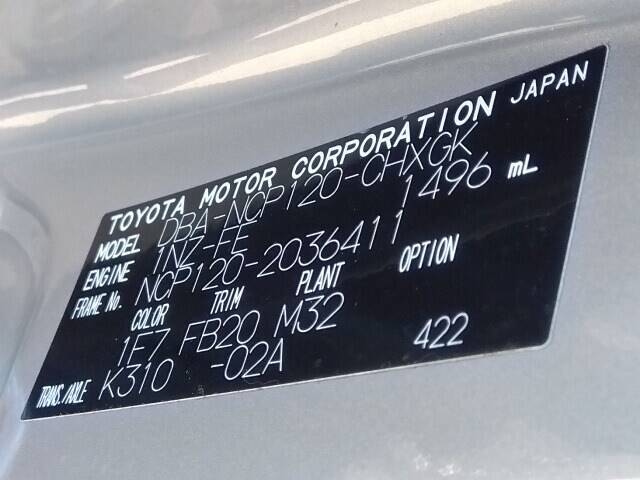 TOYOTA MOTOR CORPORATION JAPAN
MODEL DBA-NCP120-CHXGK
ENGINE 1NZ-FE 1496 mL
FRAME No. NCP120-2036411
COLOR TRIM PLANT OPTION
1E7 FB20 M32
TRANS./AXLE K310 -02A 422